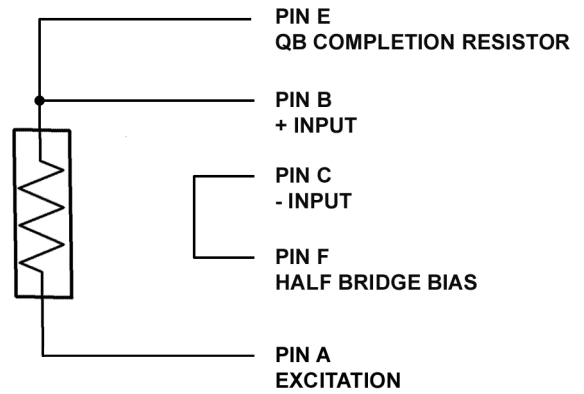 PIN E
QB COMPLETION RESISTOR
PIN B
+ INPUT
PIN C
- INPUT
PIN F
HALF BRIDGE BIAS
PIN A
EXCITATION